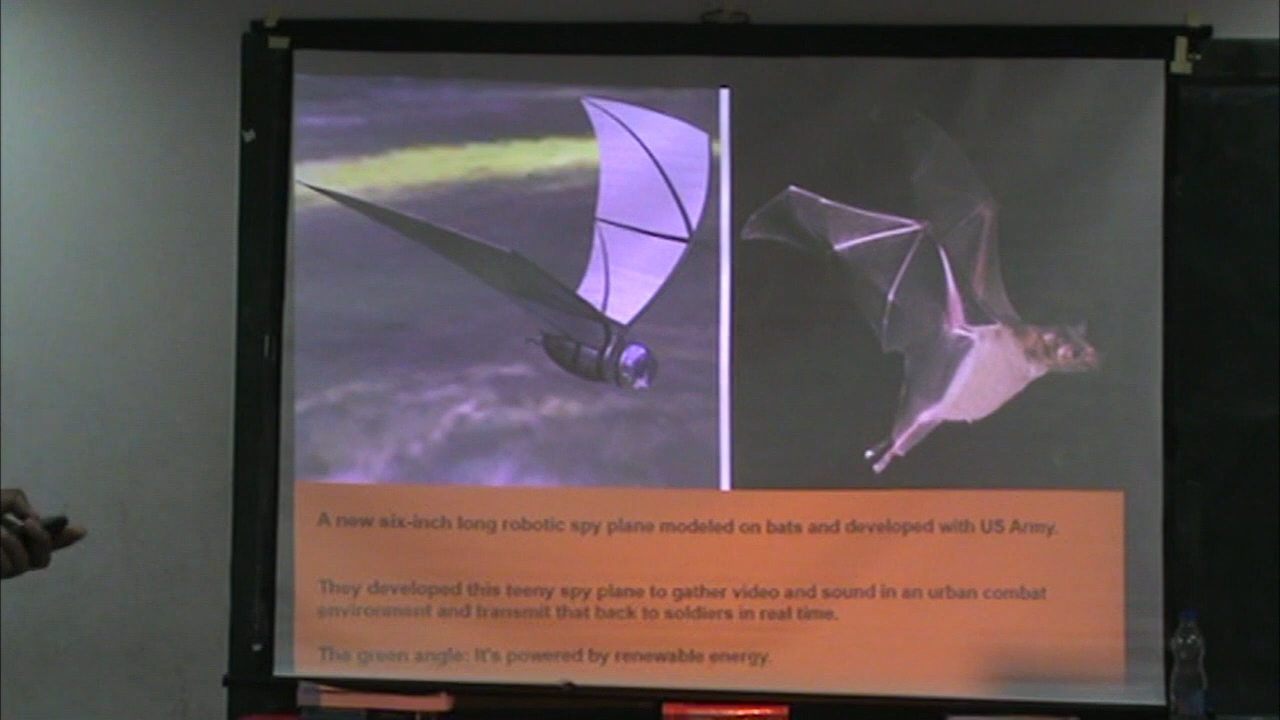 A new six-inch long robotic spy plane modeled on bats and developed with US Army.
They developed this teeny spy plane to gather video and sound in an urban combat
environment and transmit that back to soldiers in real time.
The green angle: It's powered by renewable energy.